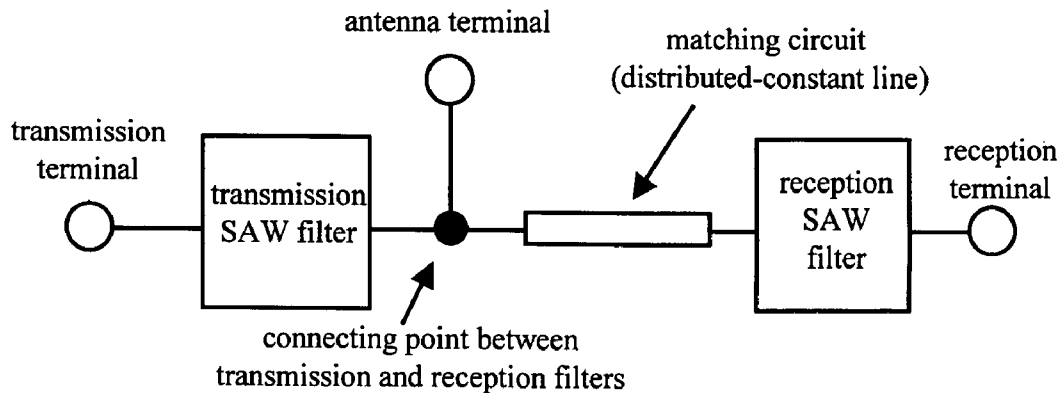 antenna terminal
matching circuit
(distributed-constant line)
transmission
terminal
transmission
SAW filter
reception
SAW
filter
reception
terminal
connecting point between
transmission and reception filters